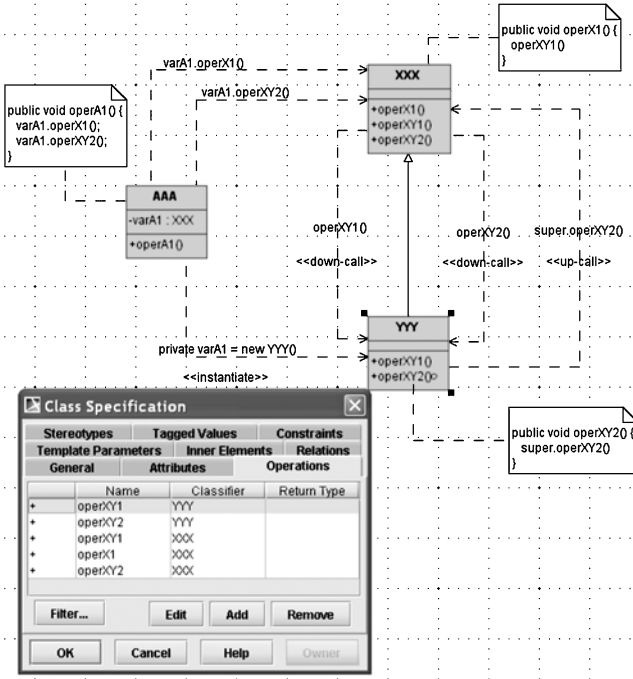 public void operX1() {
operXY1()
}
varA1.operX1()
XXX
varA1.operXY2()
public void operA1() {
varA1.operX1();
varA1.operXY2();
}
+operX1()
+operXY1()
+operXY2()
AAA
-varA1 : XXX
+operA1()
operXY1()
operXY2()
super.operXY2()
<<down-call>>
<<down-call>>
<<up-call>>
YYY
private varA1 = new YYY()
+operXY1()
+operXY2()
<<instantiate>>
Class Specification
public void operXY2() {
super.operXY2()
}
Stereotypes Tagged Values Constraints
Template Parameters Inner Elements Relations
General Attributes Operations
Name Classifier Return Type
+ operXY1 YYY
+ operXY2 YYY
+ operXY1 XXX
+ operX1 XXX
+ operXY2 XXX
Filter... Edit Add Remove
OK Cancel Help Owner